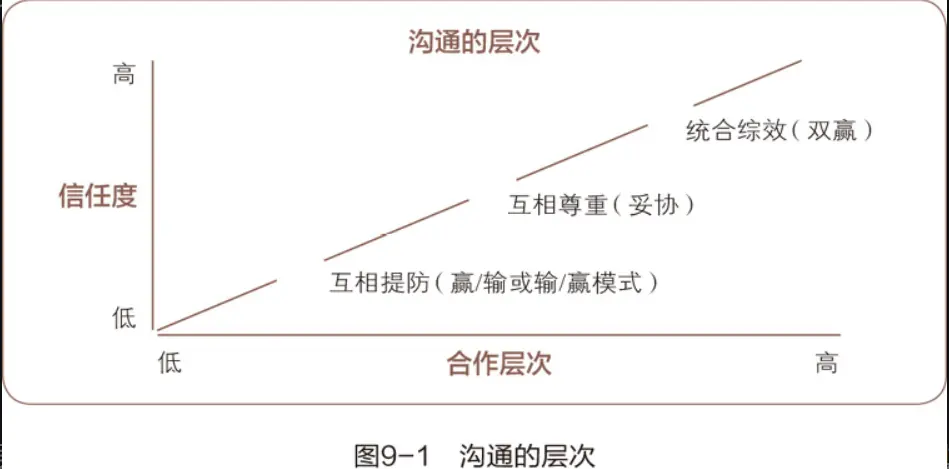 沟通的层次
高
统合综效（双赢）
信任度
互相尊重（妥协）
互相提防（赢/输或输/赢模式）
低
低
合作层次
高
图9-1 沟通的层次